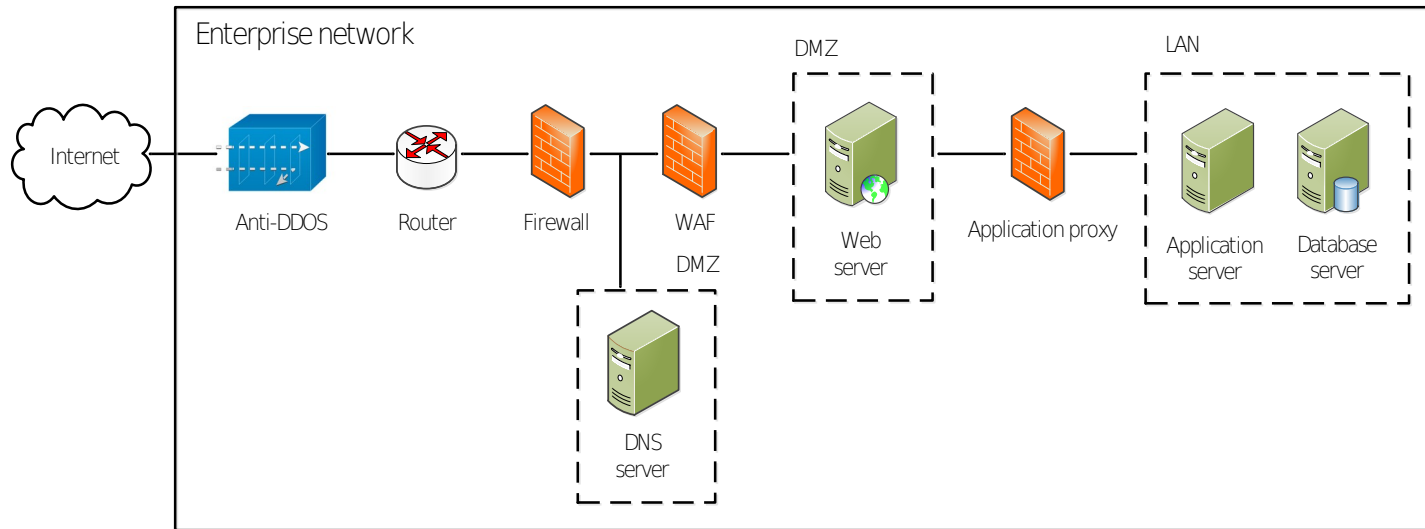 Enterprise network
DMZ
LAN
Internet
Anti-DDOS
Router
Firewall
WAF
Web
server
Application proxy
Application
server
Database
server
DMZ
DNS
server